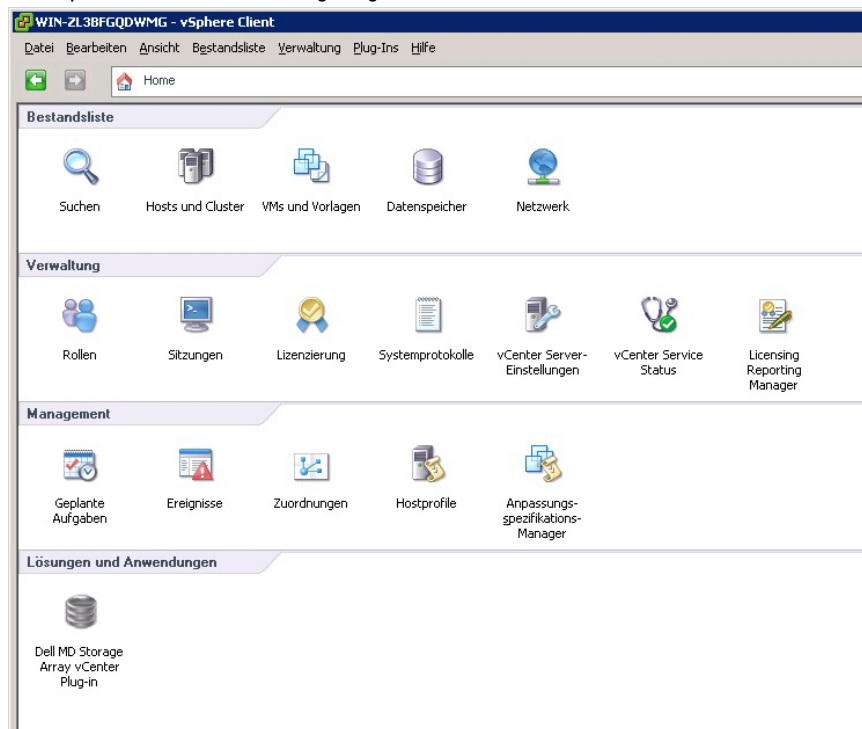 WIN-ZL3BFGQDWMG - vSphere Client
Datei Bearbeiten Ansicht Bestandsliste Verwaltung Plug-Ins Hilfe
Home
Bestandsliste
Suchen Hosts und Cluster VMs und Vorlagen Datenspeicher Netzwerk
Verwaltung
Rollen Sitzungen Lizenzierung Systemprotokolle vCenter Server-
Einstellungen vCenter Service
Status Licensing
Reporting
Manager
Management
Geplante
Aufgaben Ereignisse Zuordnungen Hostprofile Anpassungs-
spezifikations-
Manager
Lösungen und Anwendungen
Dell MD Storage
Array vCenter
Plug-in